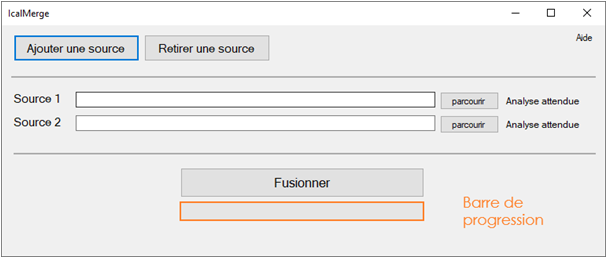 IcalMerge
Ajouter une source Retirer une source Aide
Source 1 parcourir Analyse attendue
Source 2 parcourir Analyse attendue
Fusionner
Barre de
progression